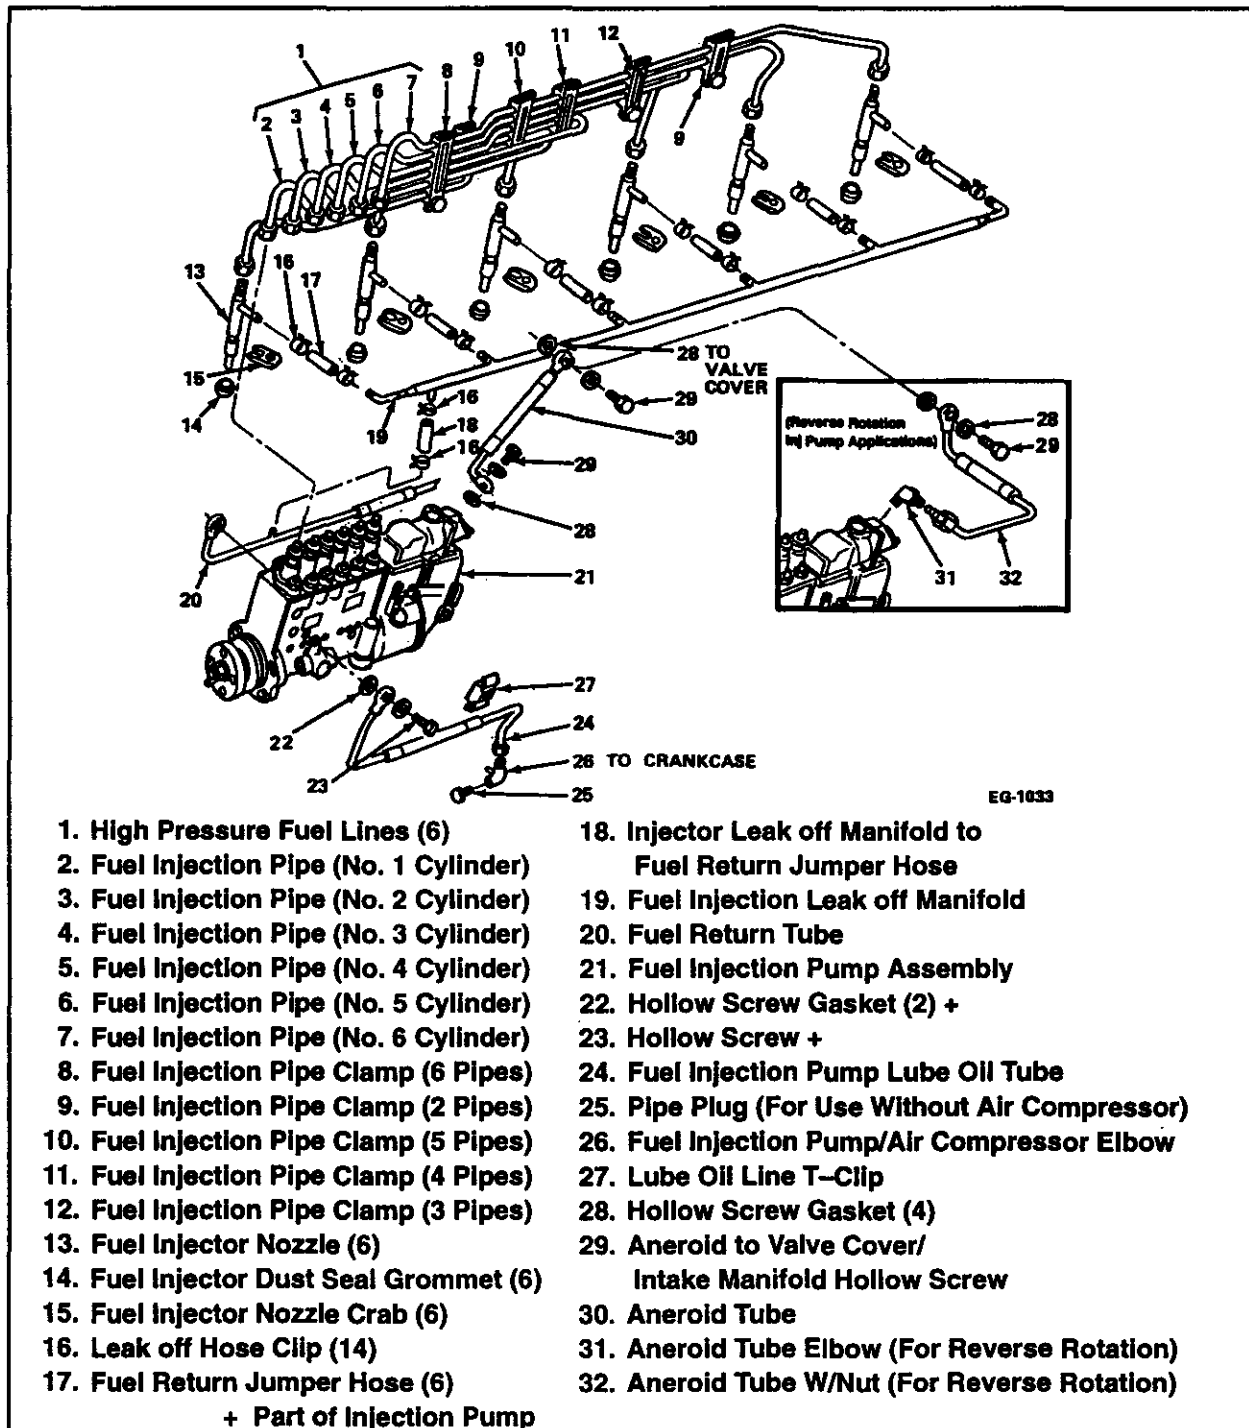 1
2
3
4
5
6
7
8
9
10
11
12
9
13
16
17
15
14
19
16
18
16
28 TO
VALVE
COVER
29
30
29
28
20
21
22
23
27
24
26 TO CRANKCASE
25
(Reverse Rotation
Inj Pump Applications)
28
29
31
32
EG-1033
1. High Pressure Fuel Lines (6)
2. Fuel Injection Pipe (No. 1 Cylinder)
3. Fuel Injection Pipe (No. 2 Cylinder)
4. Fuel Injection Pipe (No. 3 Cylinder)
5. Fuel Injection Pipe (No. 4 Cylinder)
6. Fuel Injection Pipe (No. 5 Cylinder)
7. Fuel Injection Pipe (No. 6 Cylinder)
8. Fuel Injection Pipe Clamp (6 Pipes)
9. Fuel Injection Pipe Clamp (2 Pipes)
10. Fuel Injection Pipe Clamp (5 Pipes)
11. Fuel Injection Pipe Clamp (4 Pipes)
12. Fuel Injection Pipe Clamp (3 Pipes)
13. Fuel Injector Nozzle (6)
14. Fuel Injector Dust Seal Grommet (6)
15. Fuel Injector Nozzle Crab (6)
16. Leak off Hose Clip (14)
17. Fuel Return Jumper Hose (6)
+ Part of Injection Pump
18. Injector Leak off Manifold to
Fuel Return Jumper Hose
19. Fuel Injection Leak off Manifold
20. Fuel Return Tube
21. Fuel Injection Pump Assembly
22. Hollow Screw Gasket (2) +
23. Hollow Screw +
24. Fuel Injection Pump Lube Oil Tube
25. Pipe Plug (For Use Without Air Compressor)
26. Fuel Injection Pump/Air Compressor Elbow
27. Lube Oil Line T–Clip
28. Hollow Screw Gasket (4)
29. Aneroid to Valve Cover/
Intake Manifold Hollow Screw
30. Aneroid Tube
31. Aneroid Tube Elbow (For Reverse Rotation)
32. Aneroid Tube W/Nut (For Reverse Rotation)